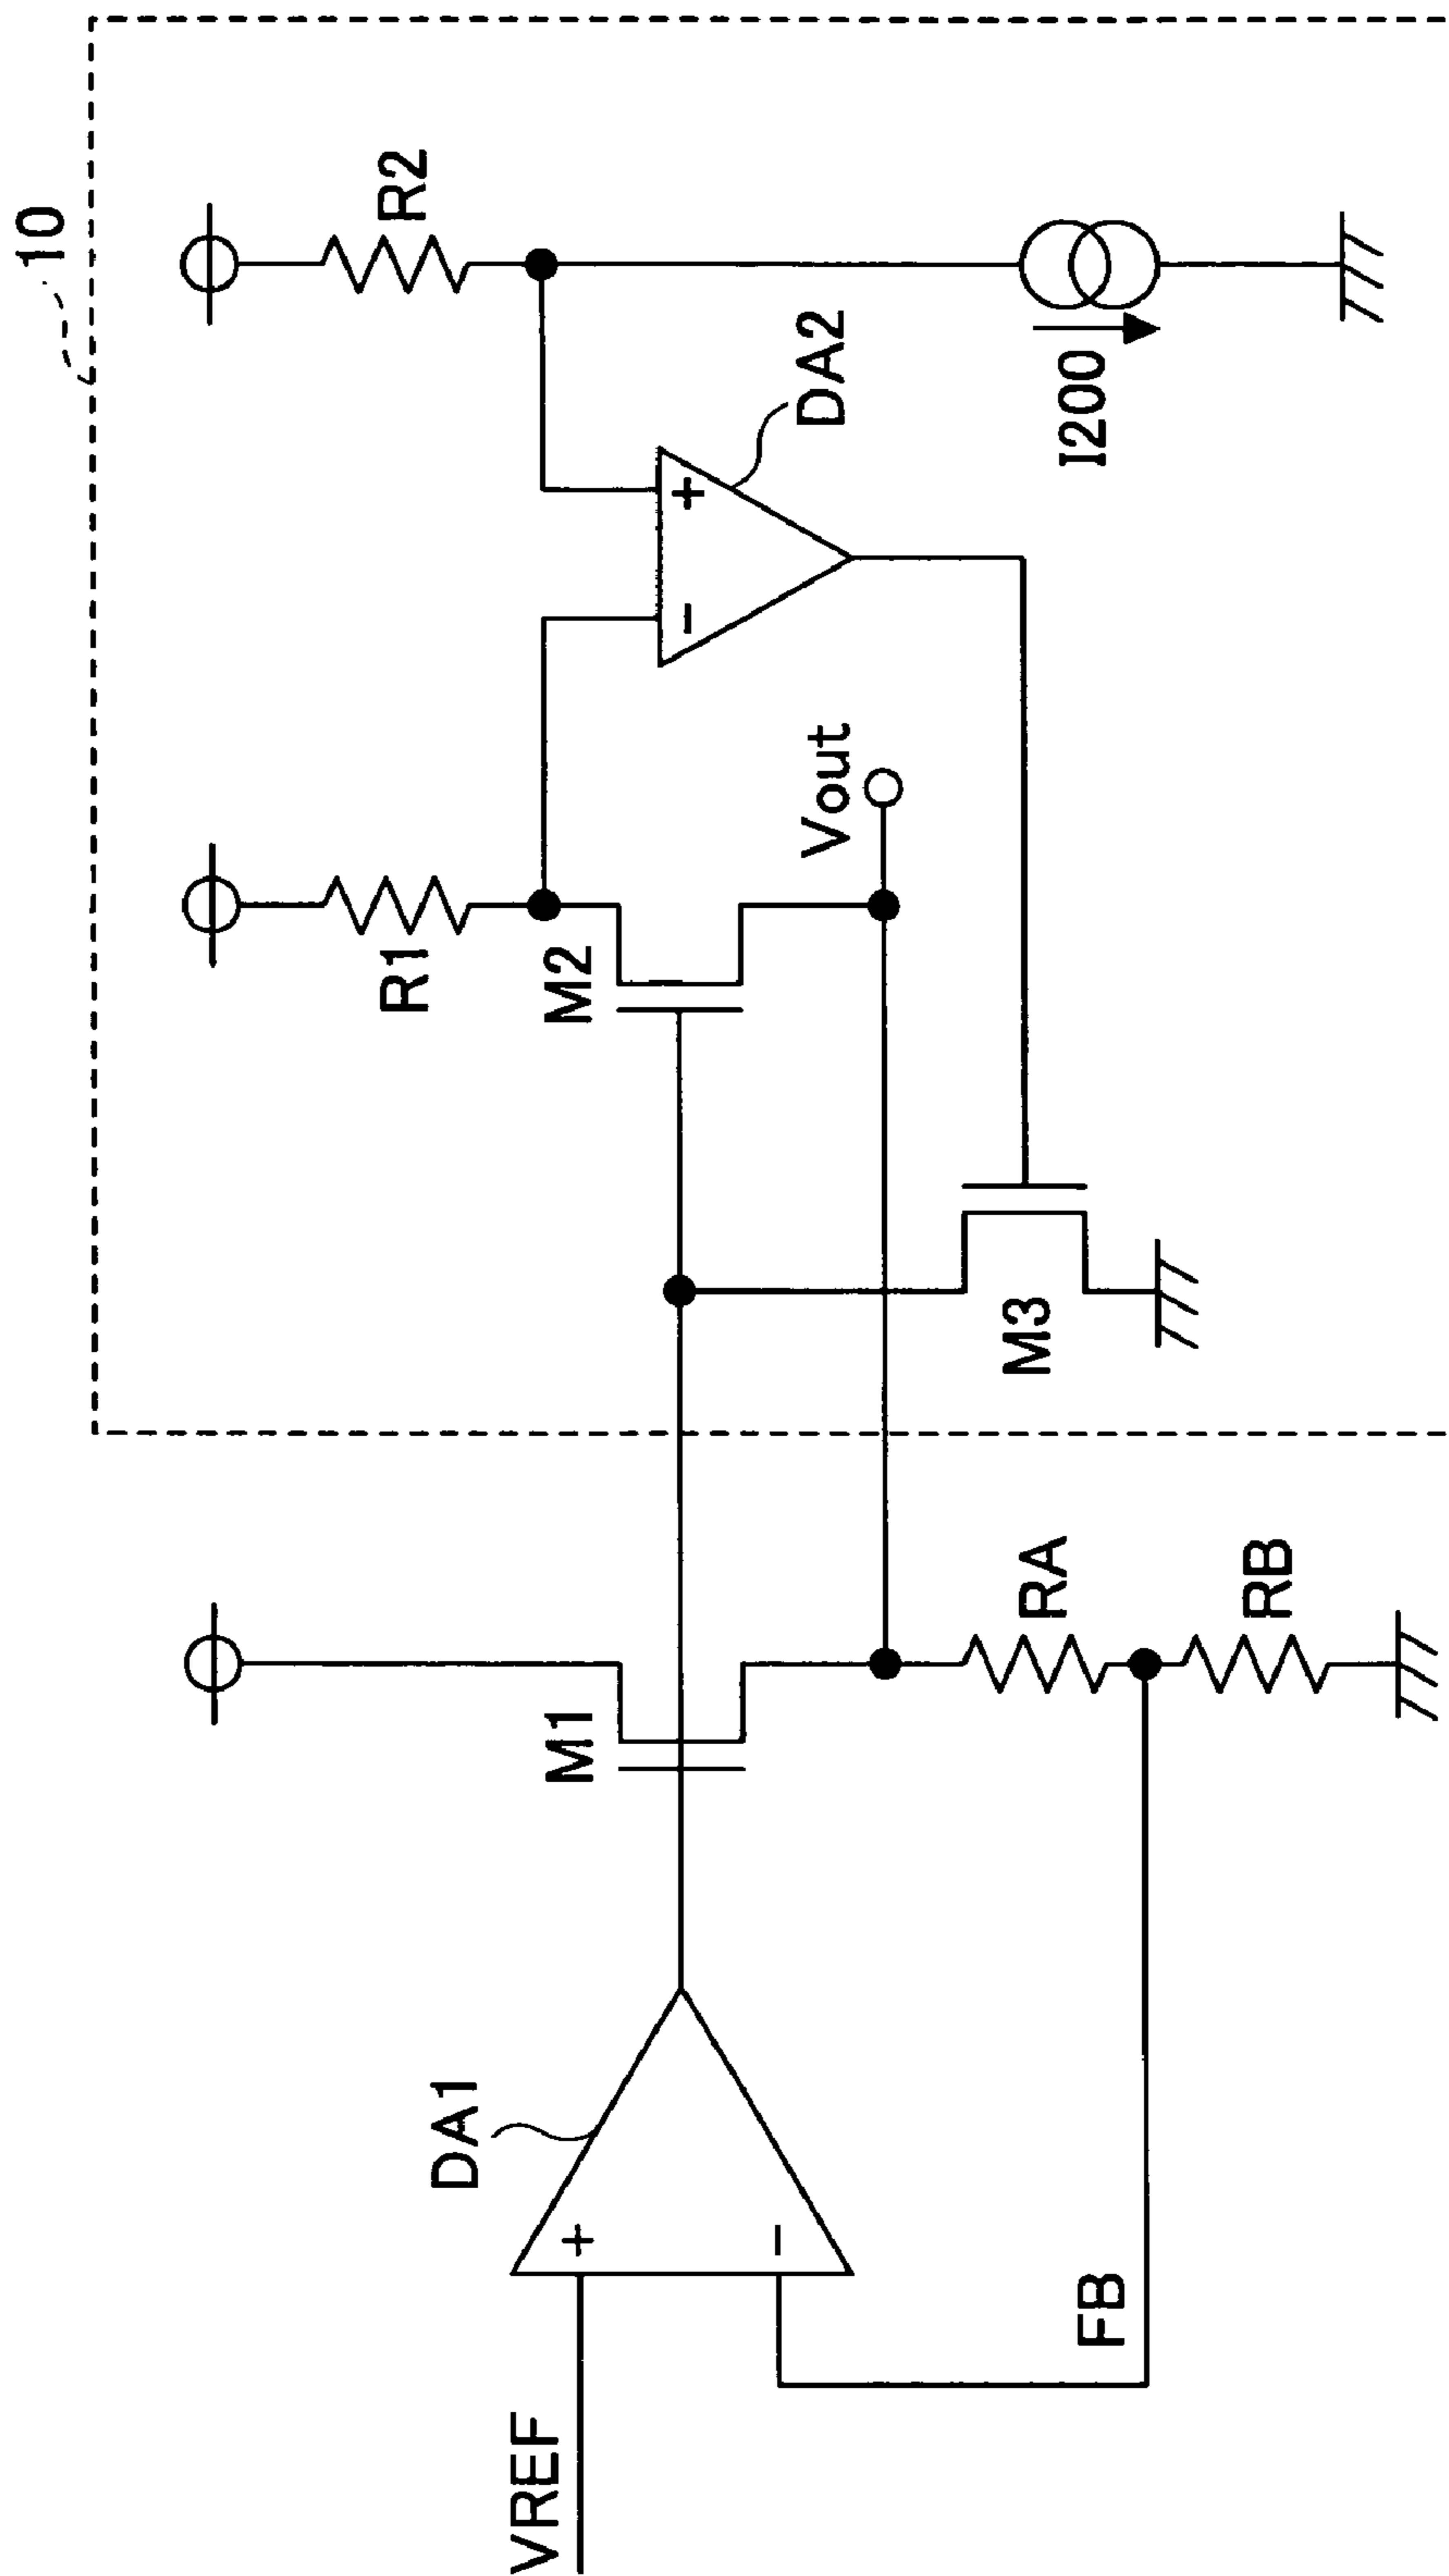 10
R2
R1
DA2
I200
M2
Vout
+
-
M3
M1
RA
RB
DA1
+
-
FB
VREF